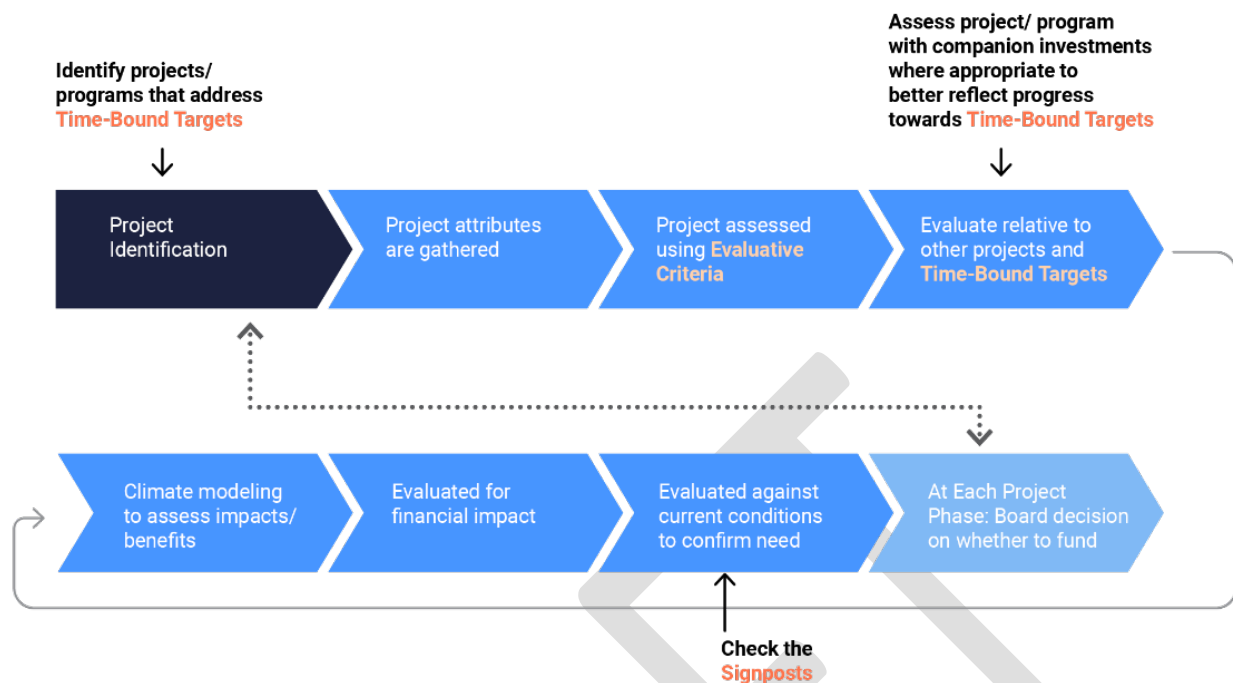 Identify projects/
programs that address
Time-Bound Targets
Assess project/ program
with companion investments
where appropriate to
better reflect progress
towards Time-Bound Targets
Project
Identification
Project attributes
are gathered
Project assessed
using Evaluative
Criteria
Evaluate relative to
other projects and
Time-Bound Targets
Climate modeling
to assess impacts/
benefits
Evaluated for
financial impact
Evaluated against
current conditions
to confirm need
At Each Project
Phase: Board decision
on whether to fund
Check the
Signposts